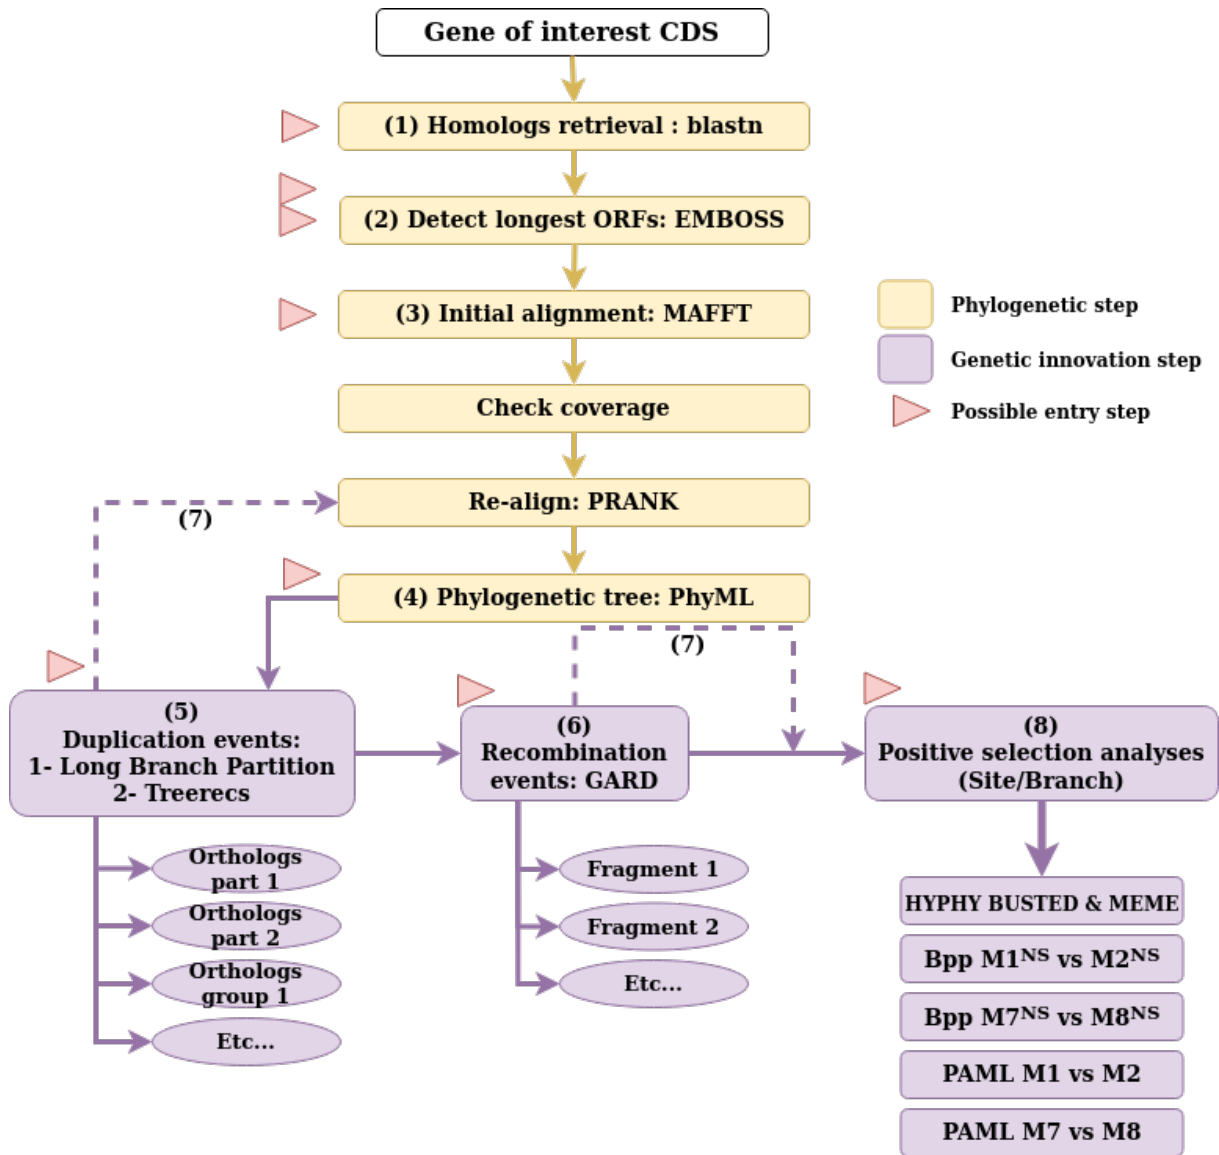 Gene of interest CDS
(1) Homologs retrieval : blastn
(2) Detect longest ORFs: EMBOSS
(3) Initial alignment: MAFFT
Check coverage
Re-align: PRANK
(7)
(4) Phylogenetic tree: PhyML
(7)
Phylogenetic step
Genetic innovation step
Possible entry step
(5)
Duplication events:
1- Long Branch Partition
2- Treerecs
(6)
Recombination
events: GARD
(8)
Positive selection analyses
(Site/Branch)
Orthologs
part 1
Orthologs
part 2
Orthologs
group 1
Etc...
Fragment 1
Fragment 2
Etc...
HYPHY BUSTED & MEME
Bpp M1NS vs M2NS
Bpp M7NS vs M8NS
PAML M1 vs M2
PAML M7 vs M8